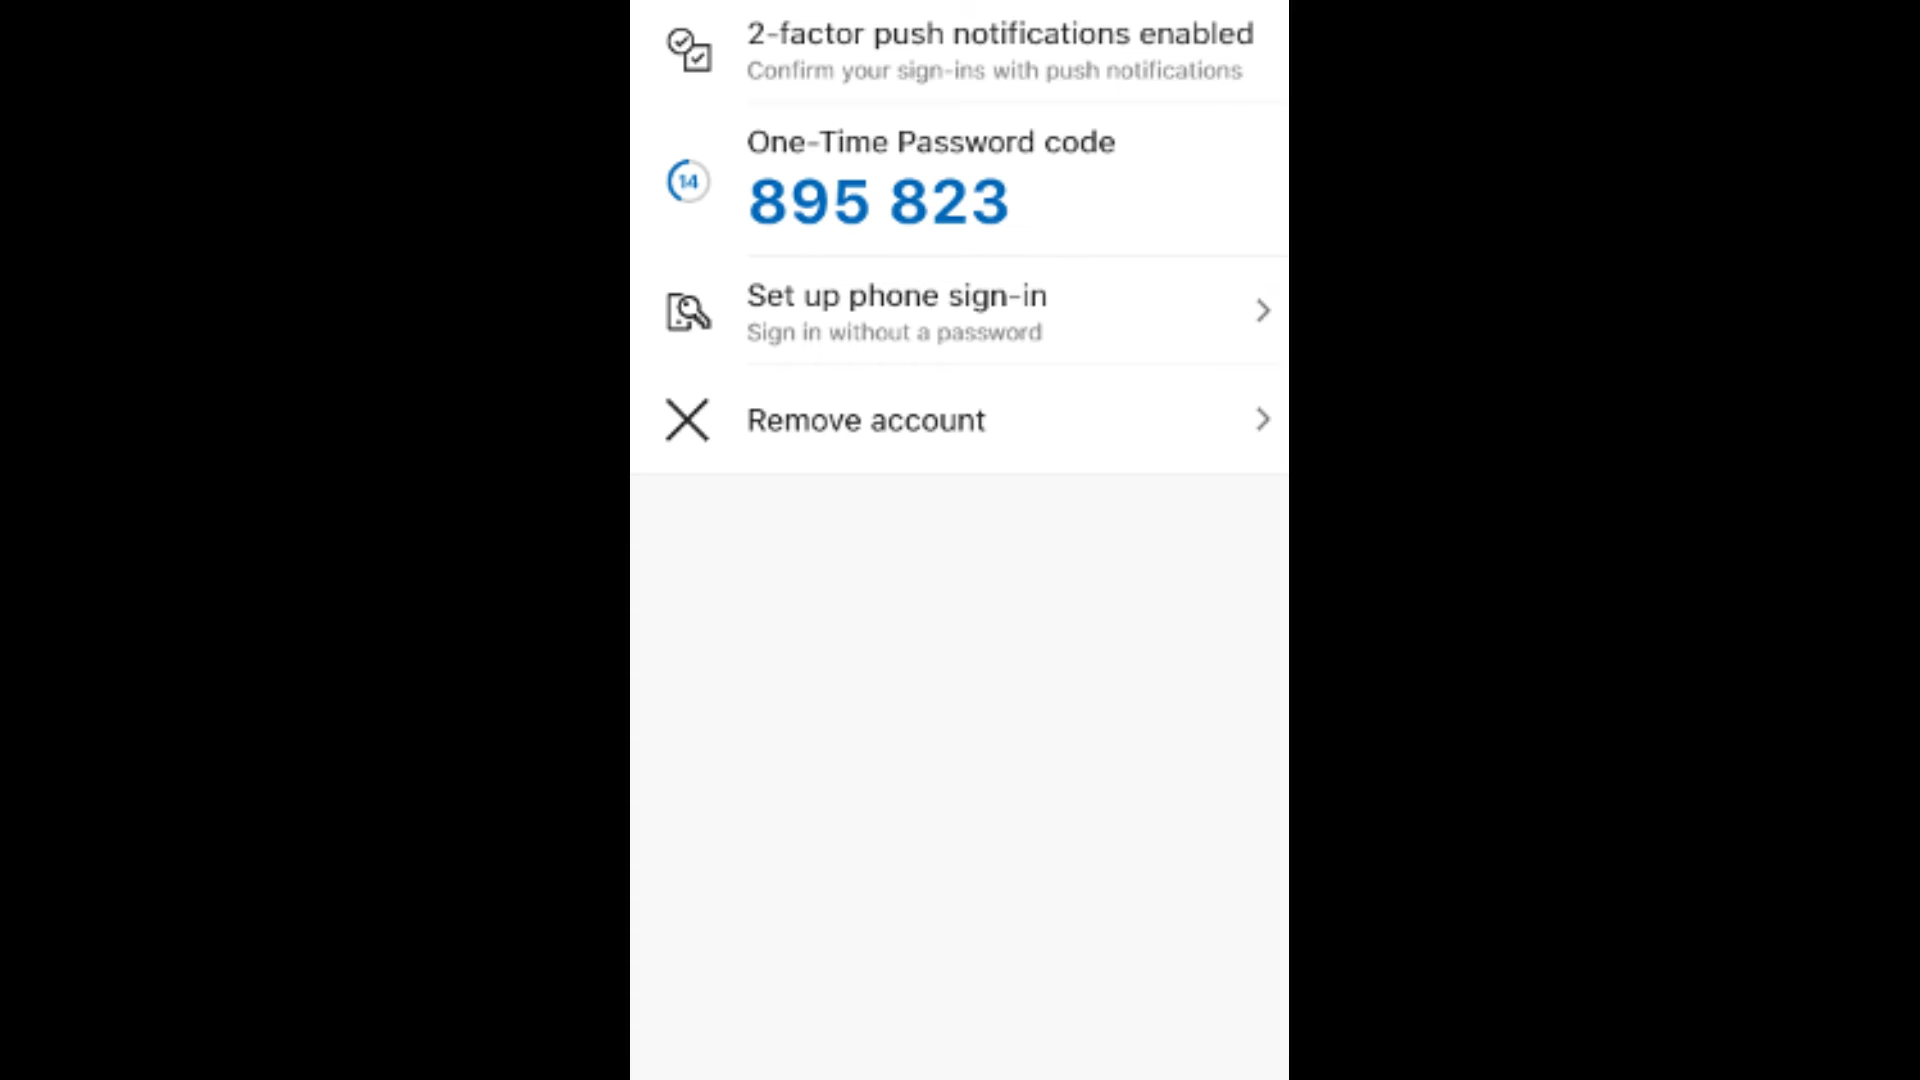 2-factor push notifications enabled
Confirm your sign-ins with push notifications
One-Time Password code
14
895 823
Set up phone sign-in
Sign in without a password
Remove account